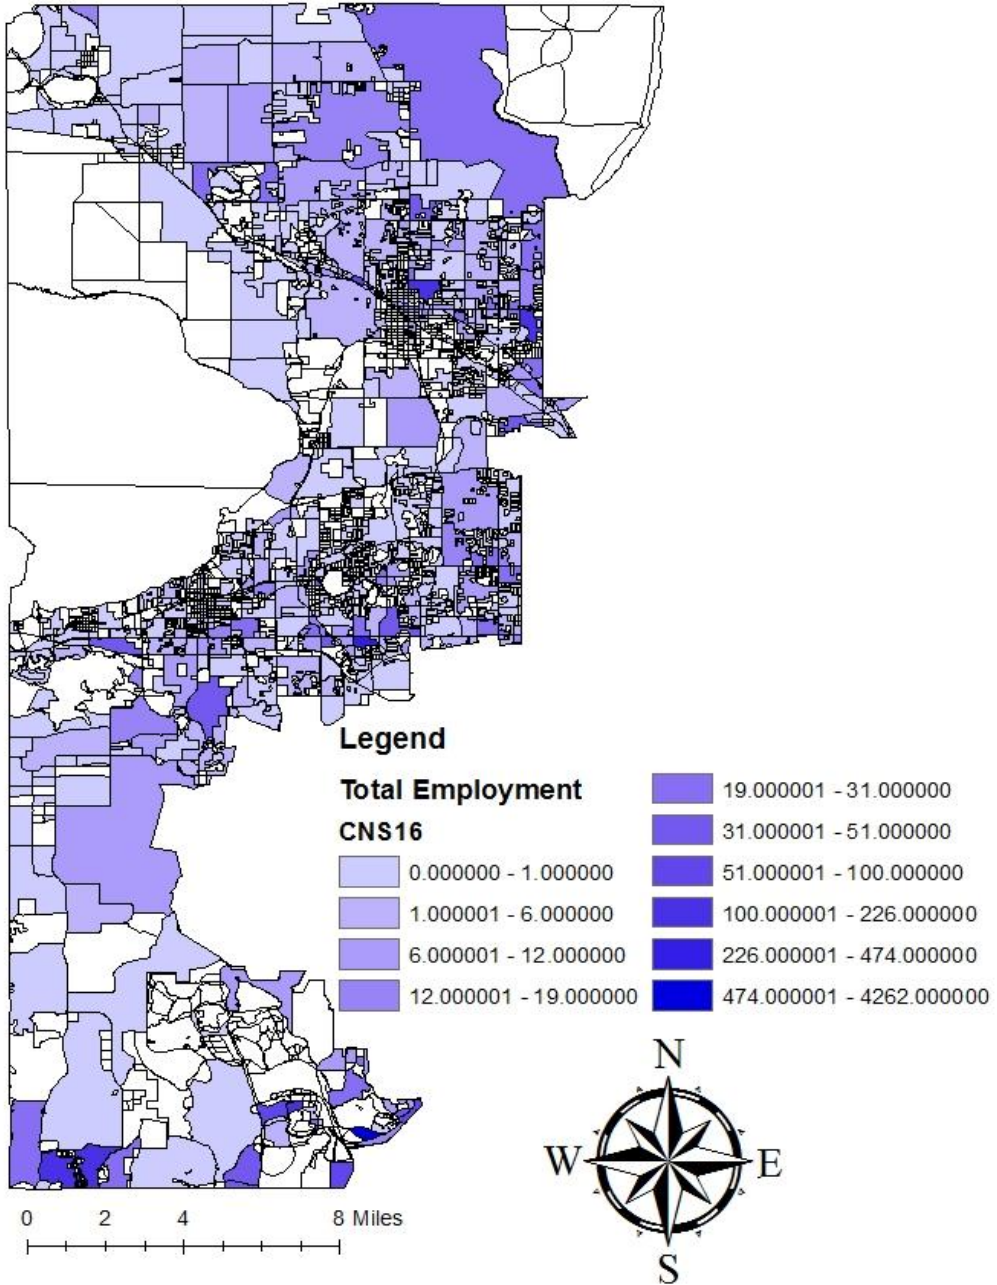 Legend
Total Employment
CNS16
0.000000 - 1.000000
1.000001 - 6.000000
6.000001 - 12.000000
12.000001 - 19.000000
19.000001 - 31.000000
31.000001 - 51.000000
51.000001 - 100.000000
100.000001 - 226.000000
226.000001 - 474.000000
474.000001 - 4262.000000
N
W E
S
0 2 4 8 Miles